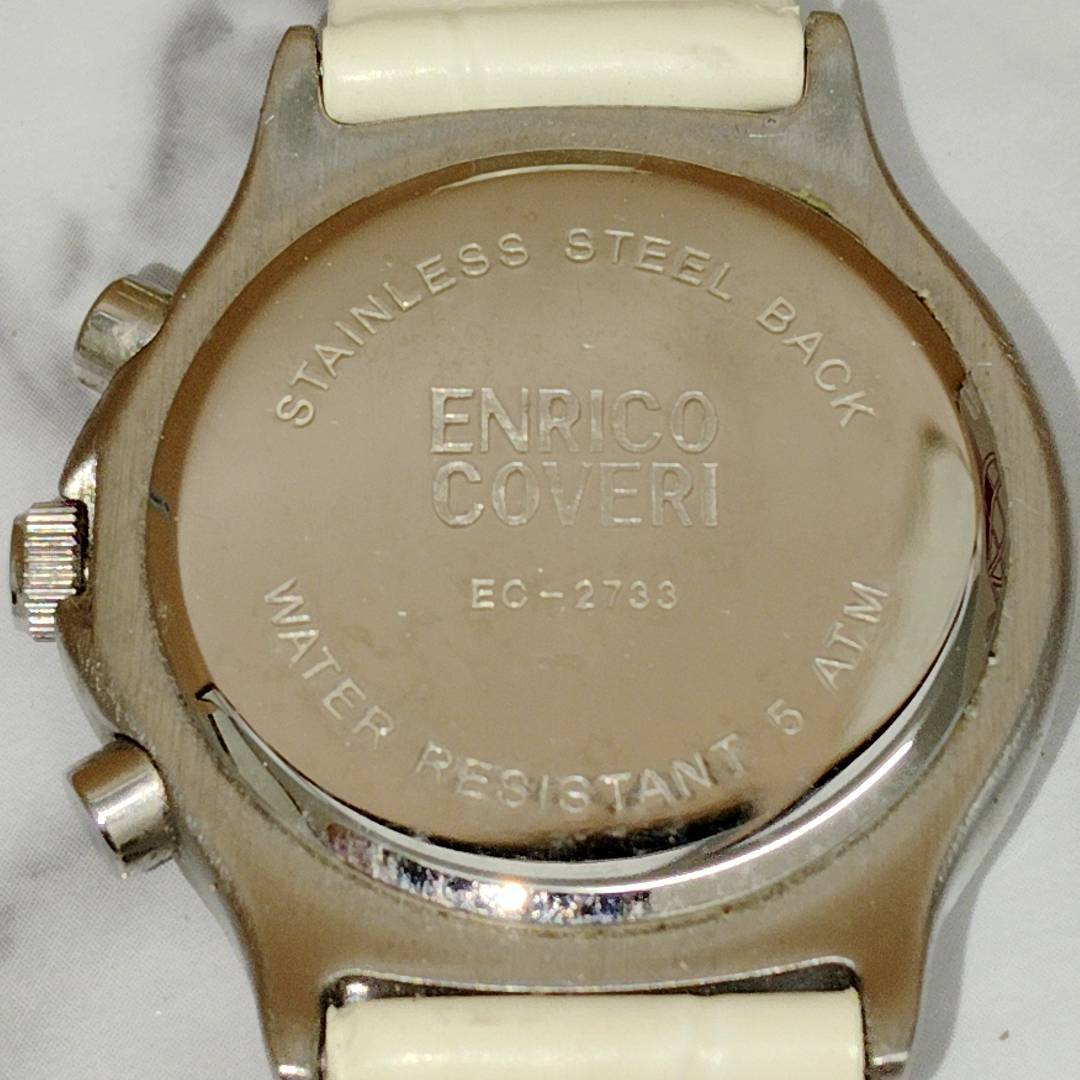 STAINLESS STEEL BACK
ENRICO
COVERI
EC-2733
WATER RESISTANT 5 ATM